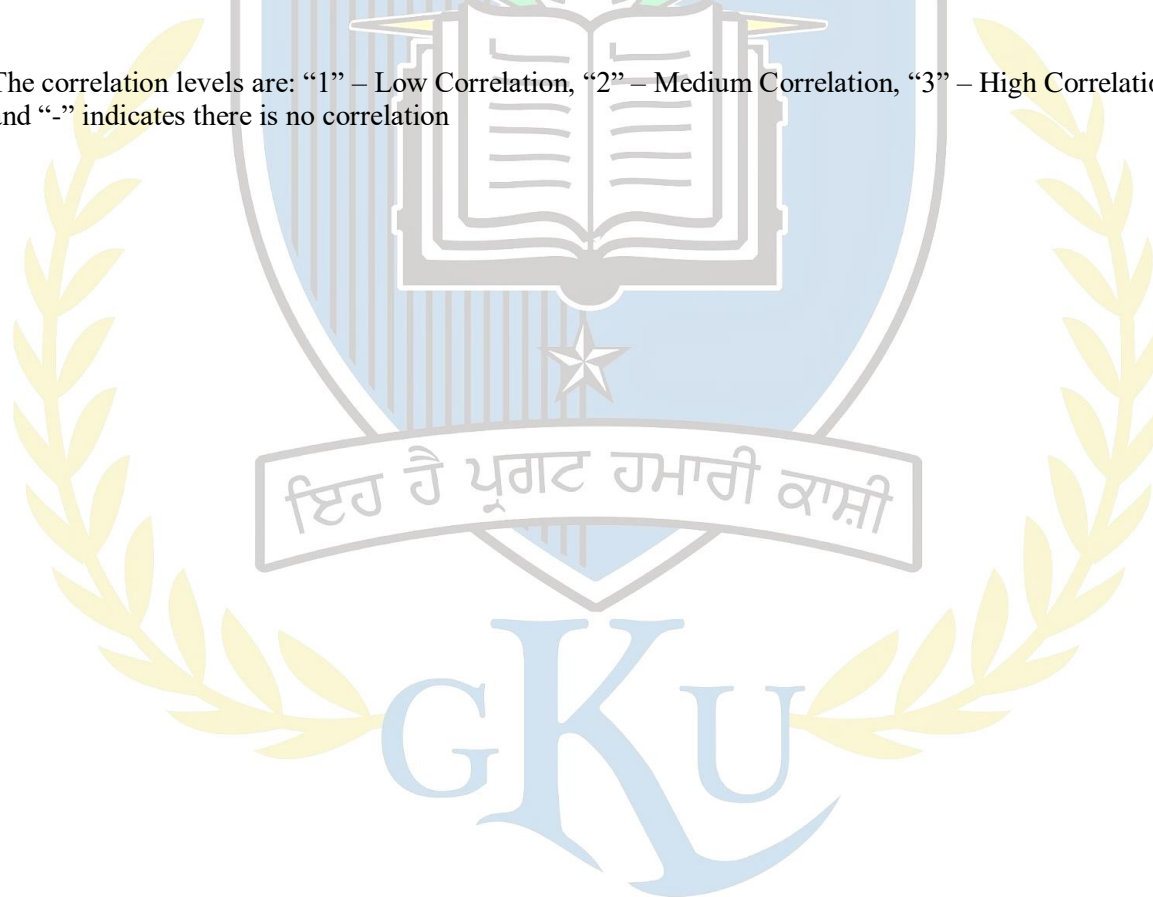 The correlation levels are: “1” – Low Correlation, “2” – Medium Correlation, “3” – High Correlatio
and “-” indicates there is no correlation
ਇਹ ਹੈ ਪ੍ਰਗਟ ਹਮਾਰੀ ਕਾਸ਼ੀ
GKU